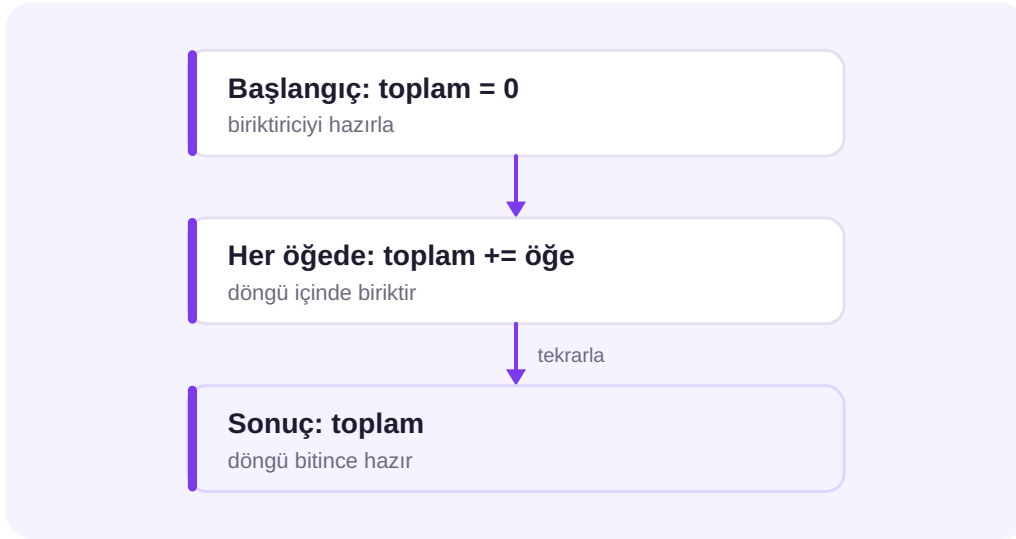 Başlangıç: toplam = 0
biriktiriciyi hazırla
Her öğede: toplam += öğe
döngü içinde biriktir
tekrarla
Sonuç: toplam
döngü bitince hazır